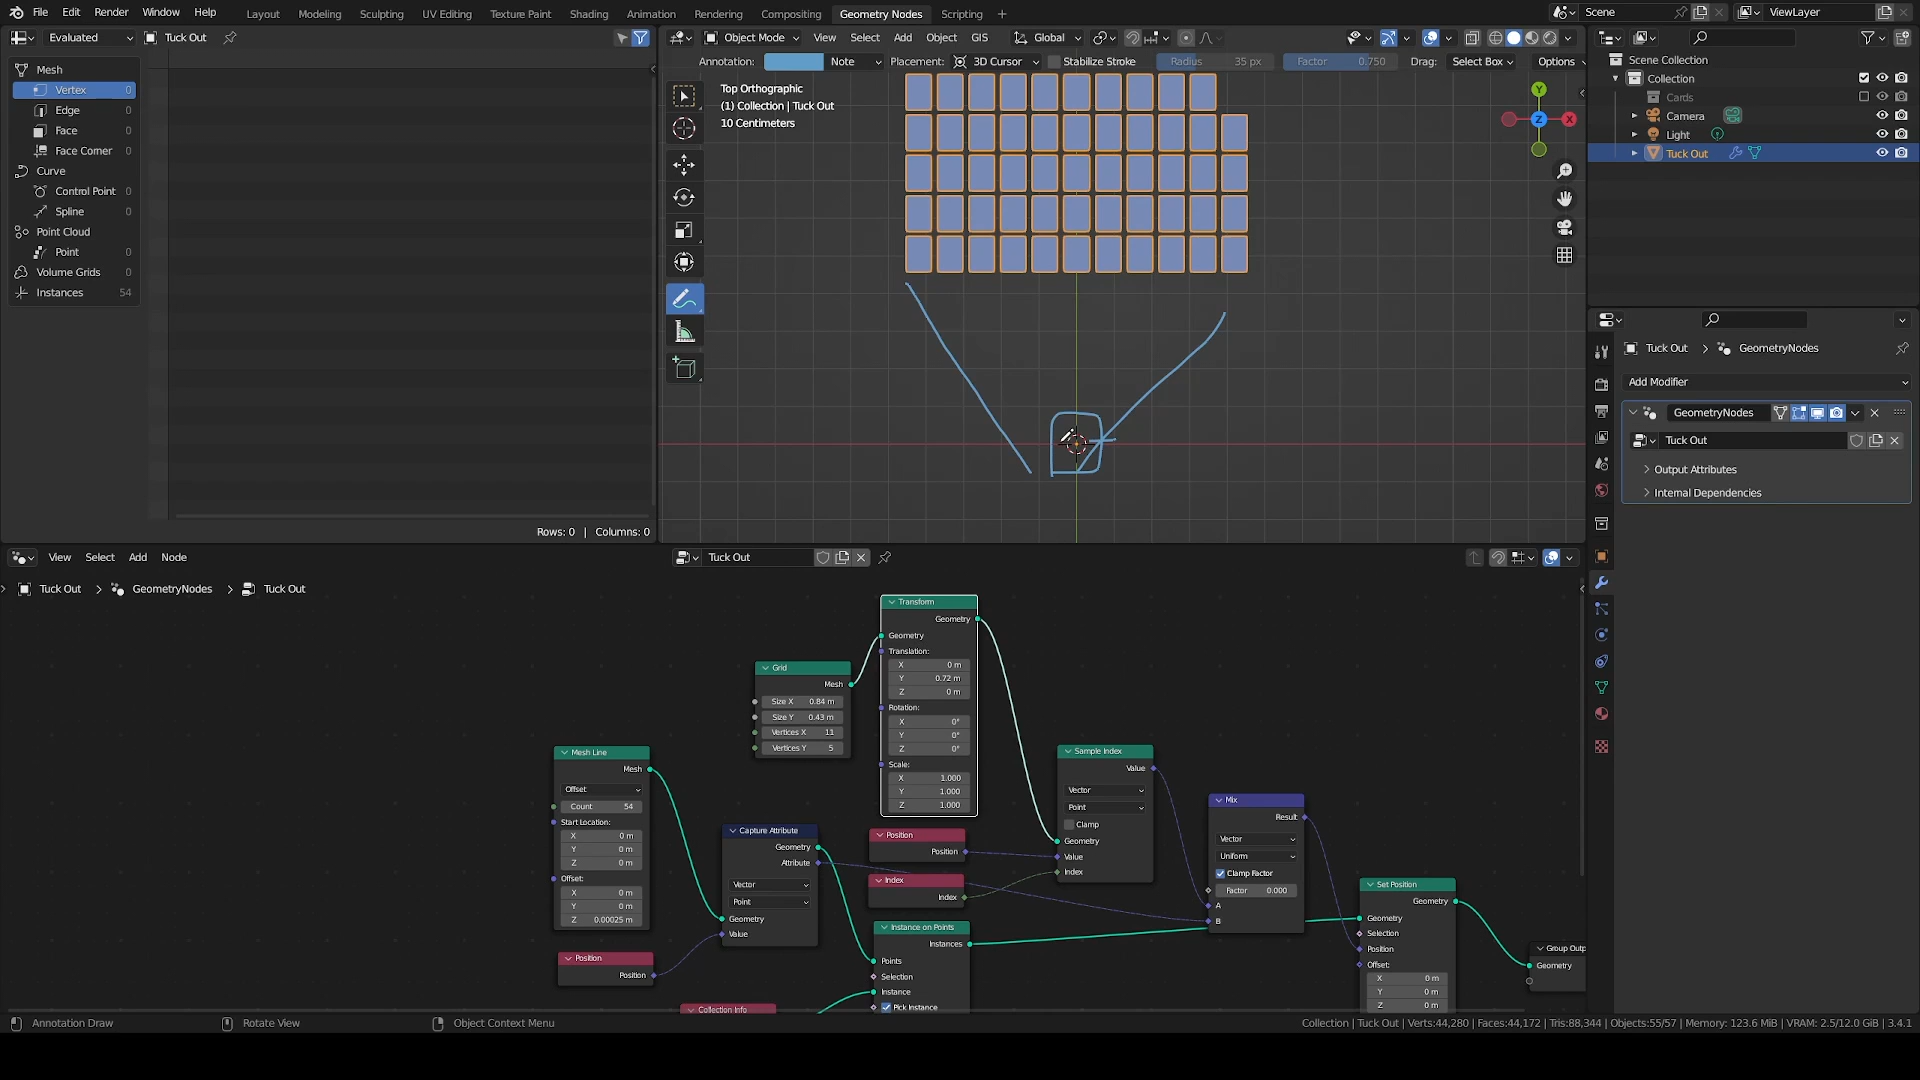 File Edit Render Window Help Layout Modeling Sculpting UV Editing Texture Paint Shading Animation Rendering Compositing Geometry Nodes Scripting + Scene ViewLayer
Evaluated Tuck Out
Object Mode View Select Add Object GIS Global
Annotation: Note Placement: 3D Cursor Stabilize Stroke Radius 35 px Factor 0.750 Drag: Select Box Options
Mesh
Vertex 0
Edge 0
Face 0
Face Corner 0
Curve
Control Point 0
Spline 0
Point Cloud
Point 0
Volume Grids 0
Instances 54
Rows: 0 | Columns: 0
Top Orthographic
(1) Collection | Tuck Out
10 Centimeters
Y
Z
X
Scene Collection
Collection
Cards
Camera
Light
Tuck Out
Tuck Out > GeometryNodes
Add Modifier
GeometryNodes
Tuck Out
Output Attributes
Internal Dependencies
View Select Add Node Tuck Out
Tuck Out > GeometryNodes > Tuck Out
Mesh Line
Mesh
Offset
Count 54
Start Location:
X 0 m
Y 0 m
Z 0 m
Offset:
X 0 m
Y 0 m
Z 0.00025 m
Position
Position
Grid
Mesh
Size X 0.84 m
Size Y 0.43 m
Vertices X 11
Vertices Y 5
Capture Attribute
Geometry
Attribute
Vector
Point
Geometry
Value
Collection Info
Transform
Geometry
Geometry
Translation:
X 0 m
Y 0.72 m
Z 0 m
Rotation:
X 0°
Y 0°
Z 0°
Scale:
X 1.000
Y 1.000
Z 1.000
Position
Position
Index
Index
Instance on Points
Instances
Points
Selection
Instance
Pick Instance
Sample Index
Value
Vector
Point
Clamp
Geometry
Value
Index
Mix
Result
Vector
Uniform
Clamp Factor
Factor 0.000
A
B
Set Position
Geometry
Geometry
Selection
Position
Offset:
X 0 m
Y 0 m
Z 0 m
Group Outp
Geometry
Annotation Draw Rotate View Object Context Menu Collection | Tuck Out | Verts:44,280 | Faces:44,172 | Tris:88,344 | Objects:55/57 | Memory: 123.6 MiB | VRAM: 2.5/12.0 GiB | 3.4.1